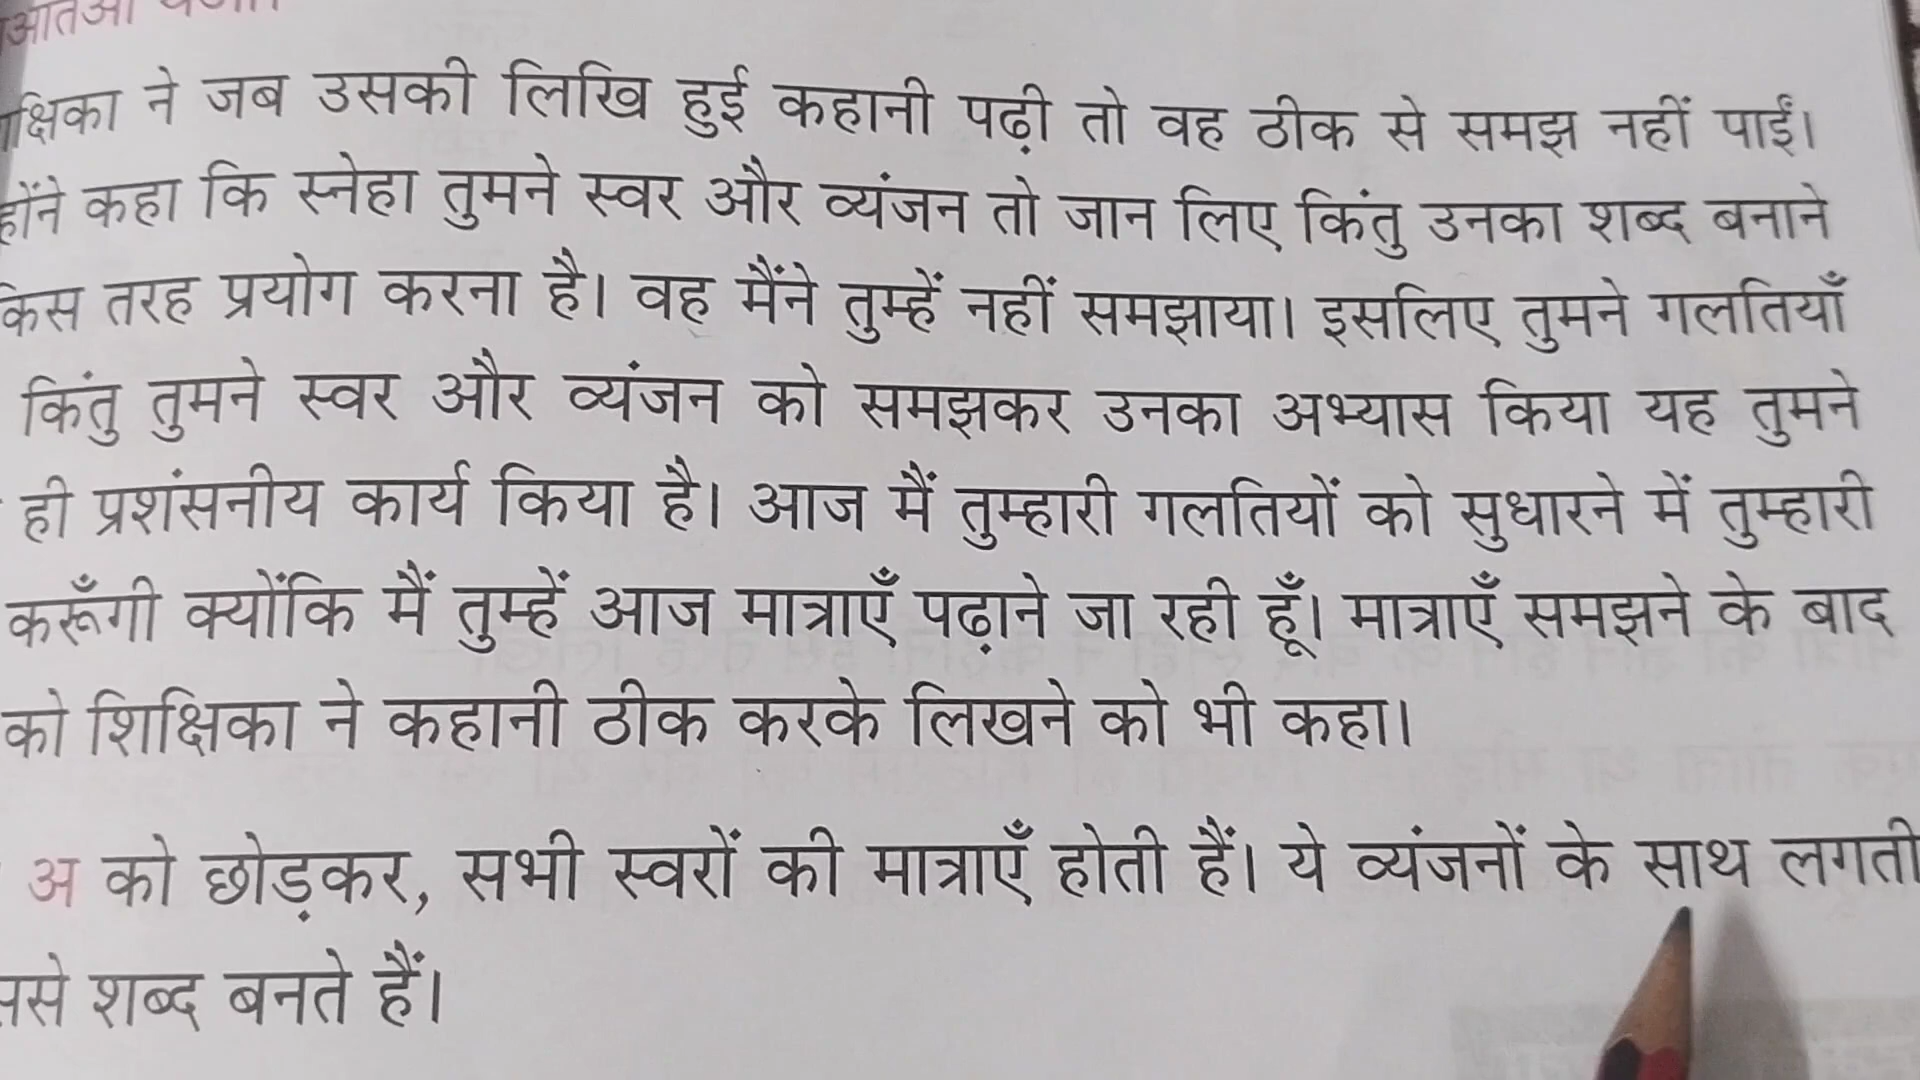 ने जब उसकी लिखि हुई कहानी पढ़ी तो वह ठीक से समझ नहीं पाईं।
कहा कि स्नेहा तुमने स्वर और व्यंजन तो जान लिए किंतु उनका शब्द बनाने
तरह प्रयोग करना है। वह मैंने तुम्हें नहीं समझाया। इसलिए तुमने गलतियाँ
किंतु तुमने स्वर और व्यंजन को समझकर उनका अभ्यास किया यह तुमने
ही प्रशंसनीय कार्य किया है। आज मैं तुम्हारी गलतियों को सुधारने में तुम्हारी
करूँगी क्योंकि मैं तुम्हें आज मात्राएँ पढ़ाने जा रही हूँ। मात्राएँ समझने के बाद
को शिक्षिका ने कहानी ठीक करके लिखने को भी कहा।
अ को छोड़कर, सभी स्वरों की मात्राएँ होती हैं। ये व्यंजनों के साथ लगती
शब्द बनते हैं।